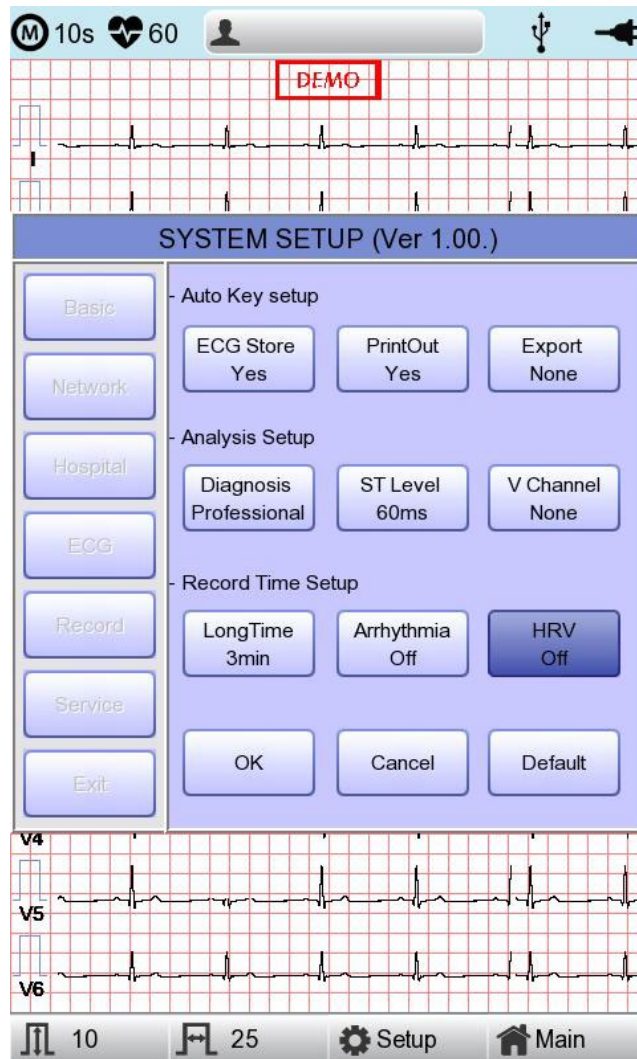 M 10s 60
DEMO
I
SYSTEM SETUP (Ver 1.00.)
Basic
Network
Hospital
ECG
Record
Service
Exit
- Auto Key setup
ECG Store
Yes
PrintOut
Yes
Export
None
- Analysis Setup
Diagnosis
Professional
ST Level
60ms
V Channel
None
- Record Time Setup
LongTime
3min
Arrhythmia
Off
HRV
Off
OK
Cancel
Default
V4
V5
V6
10
25
Setup
Main